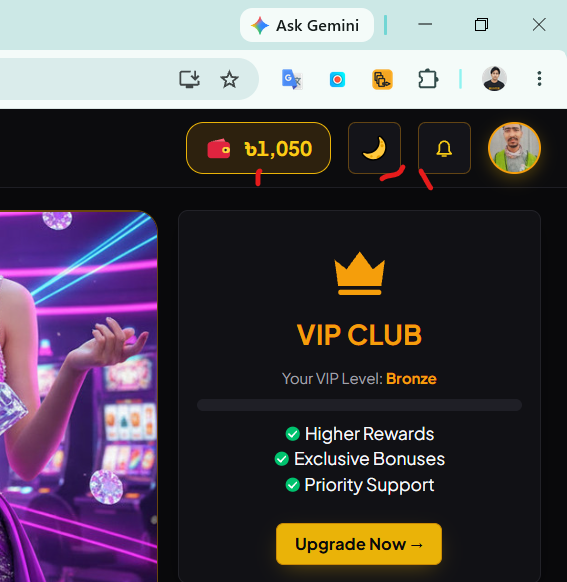 Ask Gemini
৳1,050
VIP CLUB
Your VIP Level: Bronze
Higher Rewards
Exclusive Bonuses
Priority Support
Upgrade Now →